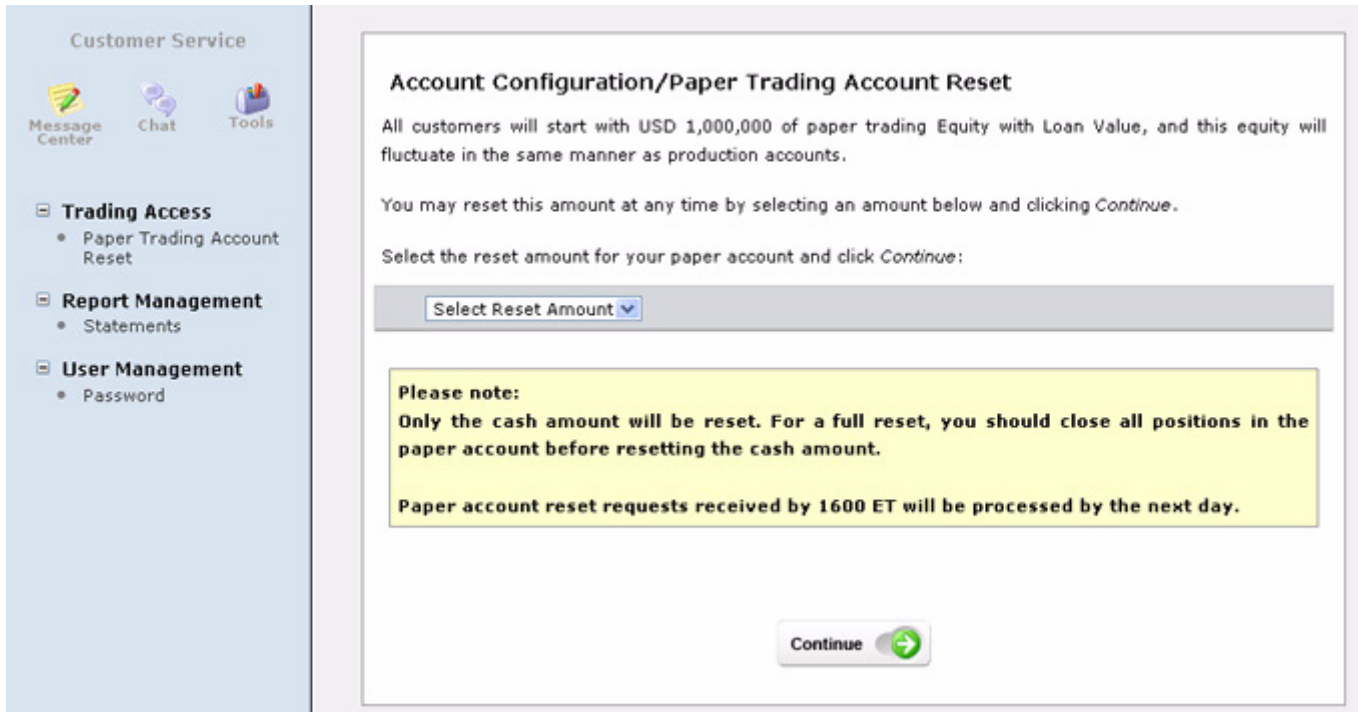 Customer Service
Message Center
Chat
Tools
Trading Access
Paper Trading Account
Reset
Report Management
Statements
User Management
Password
Account Configuration/Paper Trading Account Reset
All customers will start with USD 1,000,000 of paper trading Equity with Loan Value, and this equity will
fluctuate in the same manner as production accounts.
You may reset this amount at any time by selecting an amount below and clicking Continue.
Select the reset amount for your paper account and click Continue:
Select Reset Amount
Please note:
Only the cash amount will be reset. For a full reset, you should close all positions in the
paper account before resetting the cash amount.
Paper account reset requests received by 1600 ET will be processed by the next day.
Continue